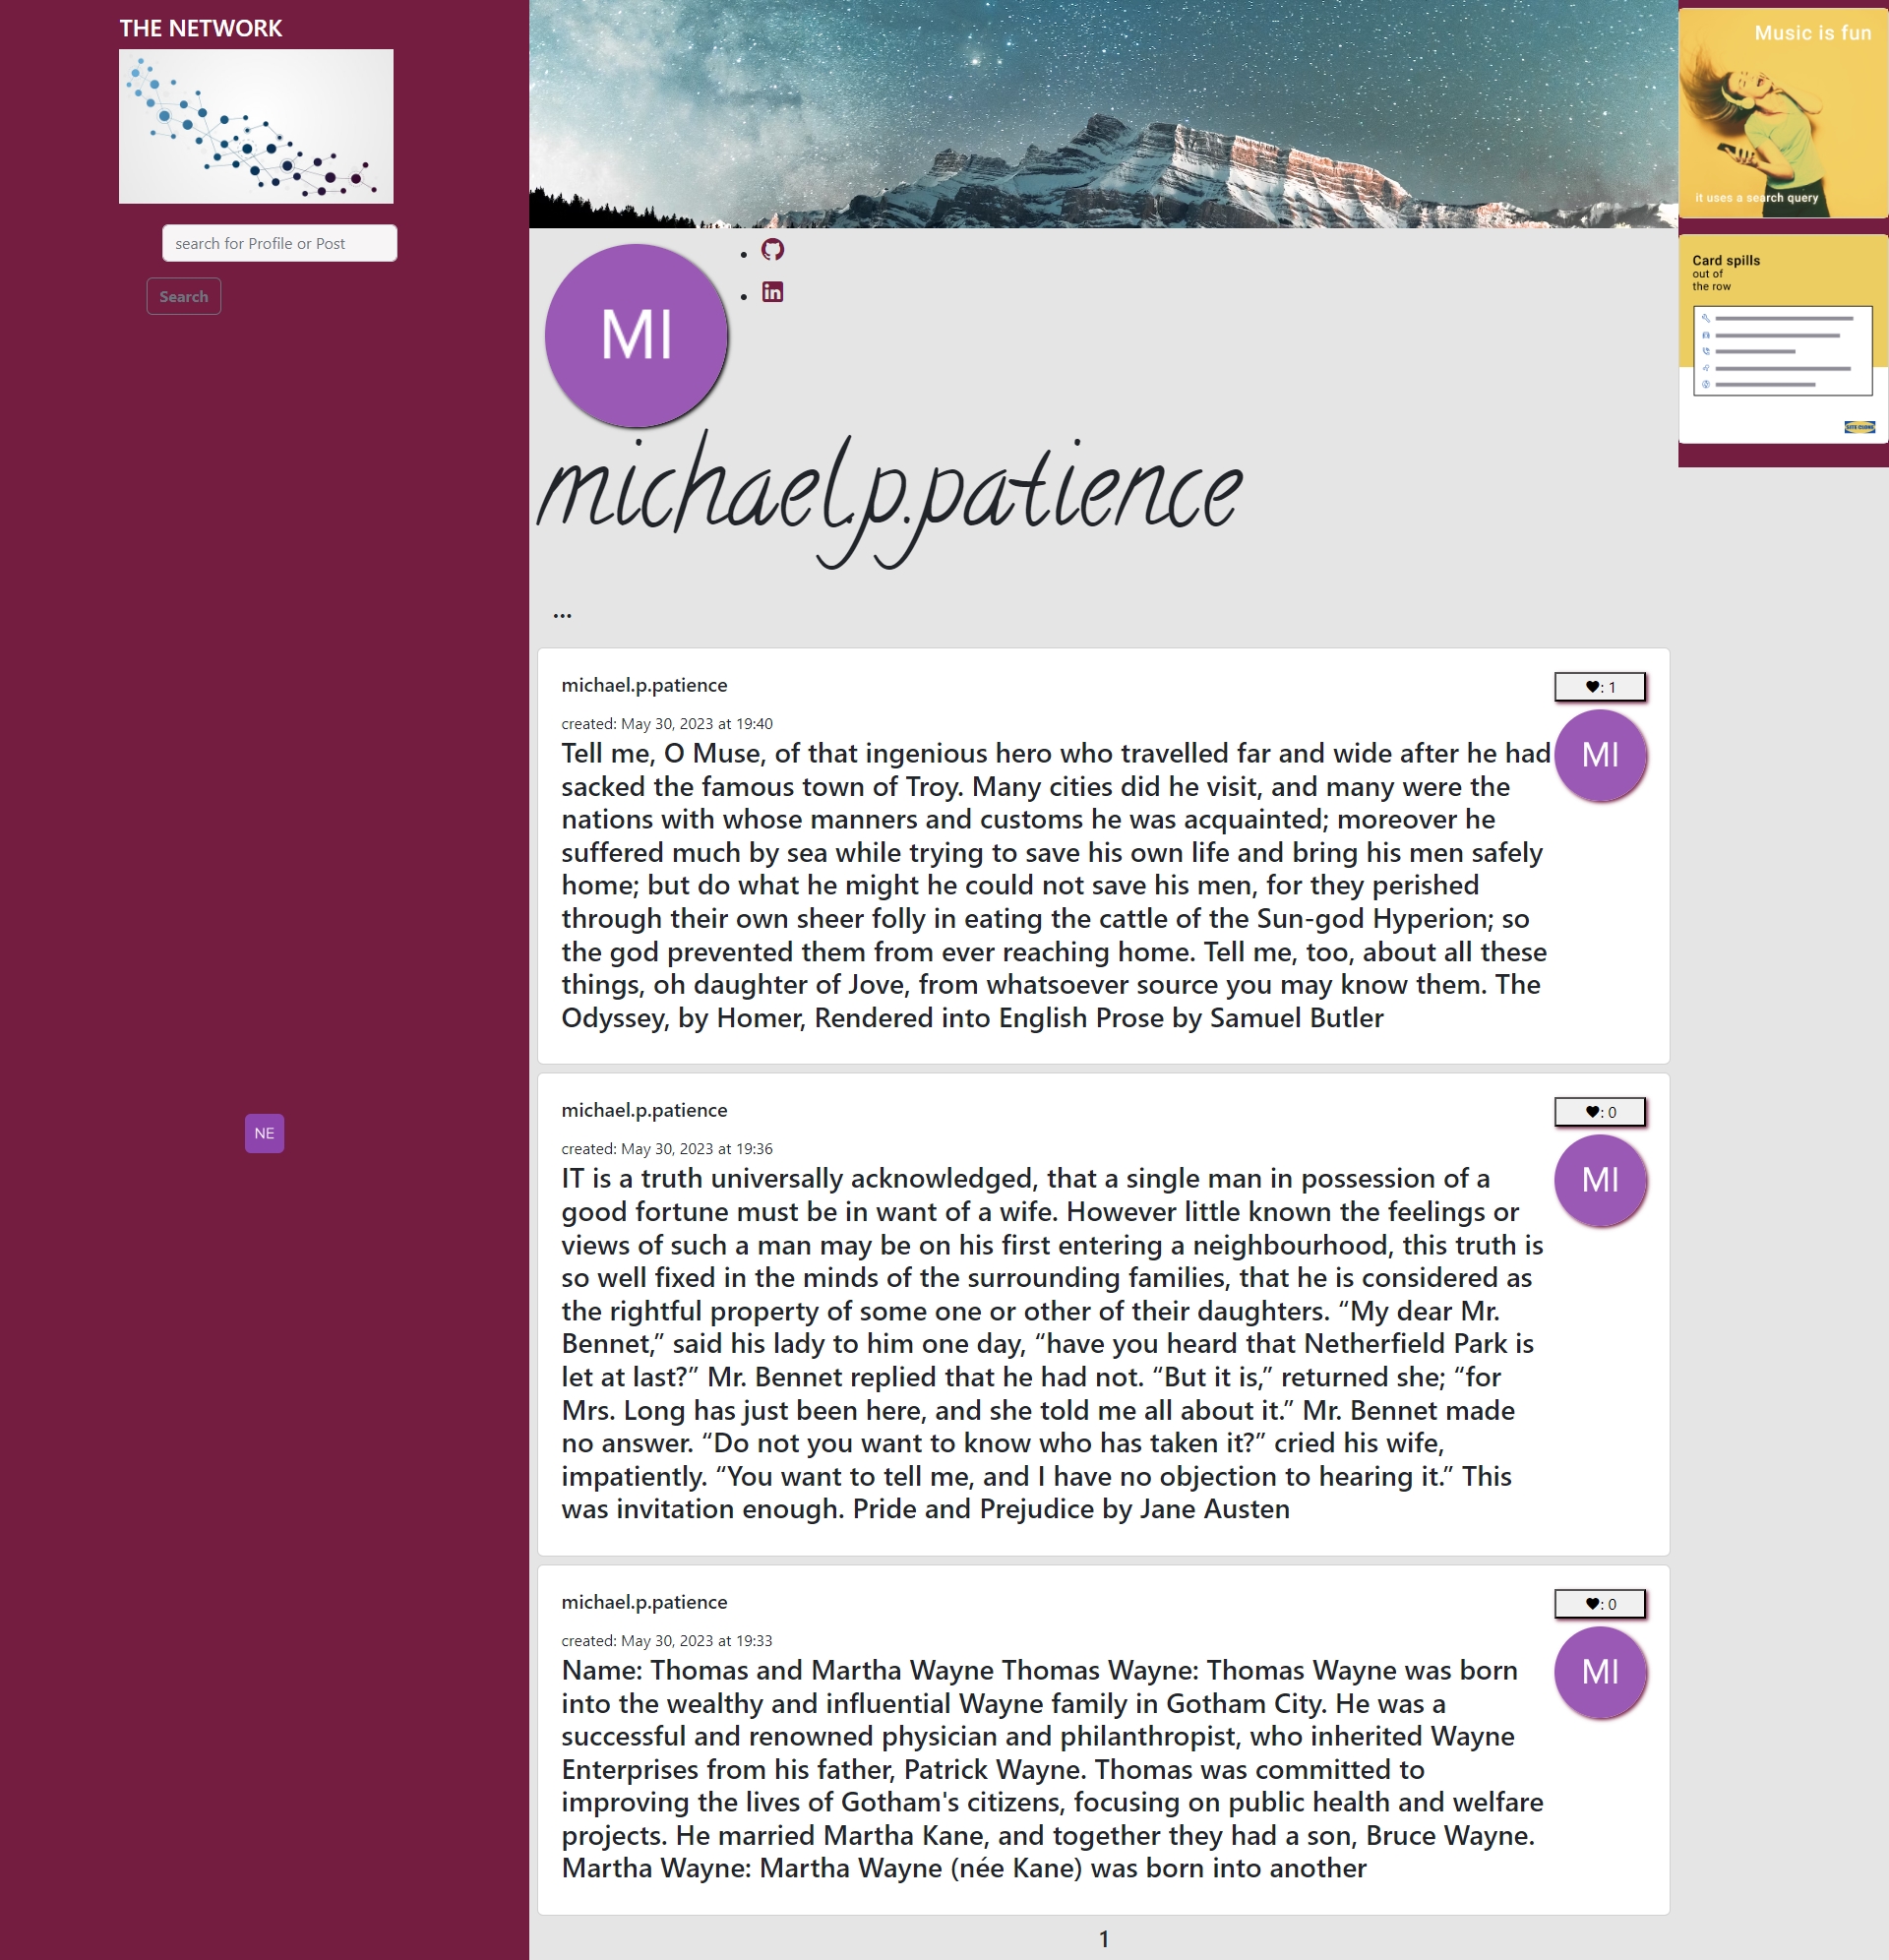 THE NETWORK
search for Profile or Post
Search
NE
Music is fun
it uses a search query
Card spills
out of
the row
MI
michael.p.patience
...
michael.p.patience
♥: 1
created: May 30, 2023 at 19:40
MI
Tell me, O Muse, of that ingenious hero who travelled far and wide after he had
sacked the famous town of Troy. Many cities did he visit, and many were the
nations with whose manners and customs he was acquainted; moreover he
suffered much by sea while trying to save his own life and bring his men safely
home; but do what he might he could not save his men, for they perished
through their own sheer folly in eating the cattle of the Sun-god Hyperion; so
the god prevented them from ever reaching home. Tell me, too, about all these
things, oh daughter of Jove, from whatsoever source you may know them. The
Odyssey, by Homer, Rendered into English Prose by Samuel Butler
michael.p.patience
♥: 0
created: May 30, 2023 at 19:36
MI
IT is a truth universally acknowledged, that a single man in possession of a
good fortune must be in want of a wife. However little known the feelings or
views of such a man may be on his first entering a neighbourhood, this truth is
so well fixed in the minds of the surrounding families, that he is considered as
the rightful property of some one or other of their daughters. “My dear Mr.
Bennet,” said his lady to him one day, “have you heard that Netherfield Park is
let at last?” Mr. Bennet replied that he had not. “But it is,” returned she; “for
Mrs. Long has just been here, and she told me all about it.” Mr. Bennet made
no answer. “Do not you want to know who has taken it?” cried his wife,
impatiently. “You want to tell me, and I have no objection to hearing it.” This
was invitation enough. Pride and Prejudice by Jane Austen
michael.p.patience
♥: 0
created: May 30, 2023 at 19:33
MI
Name: Thomas and Martha Wayne Thomas Wayne: Thomas Wayne was born
into the wealthy and influential Wayne family in Gotham City. He was a
successful and renowned physician and philanthropist, who inherited Wayne
Enterprises from his father, Patrick Wayne. Thomas was committed to
improving the lives of Gotham's citizens, focusing on public health and welfare
projects. He married Martha Kane, and together they had a son, Bruce Wayne.
Martha Wayne: Martha Wayne (née Kane) was born into another
1